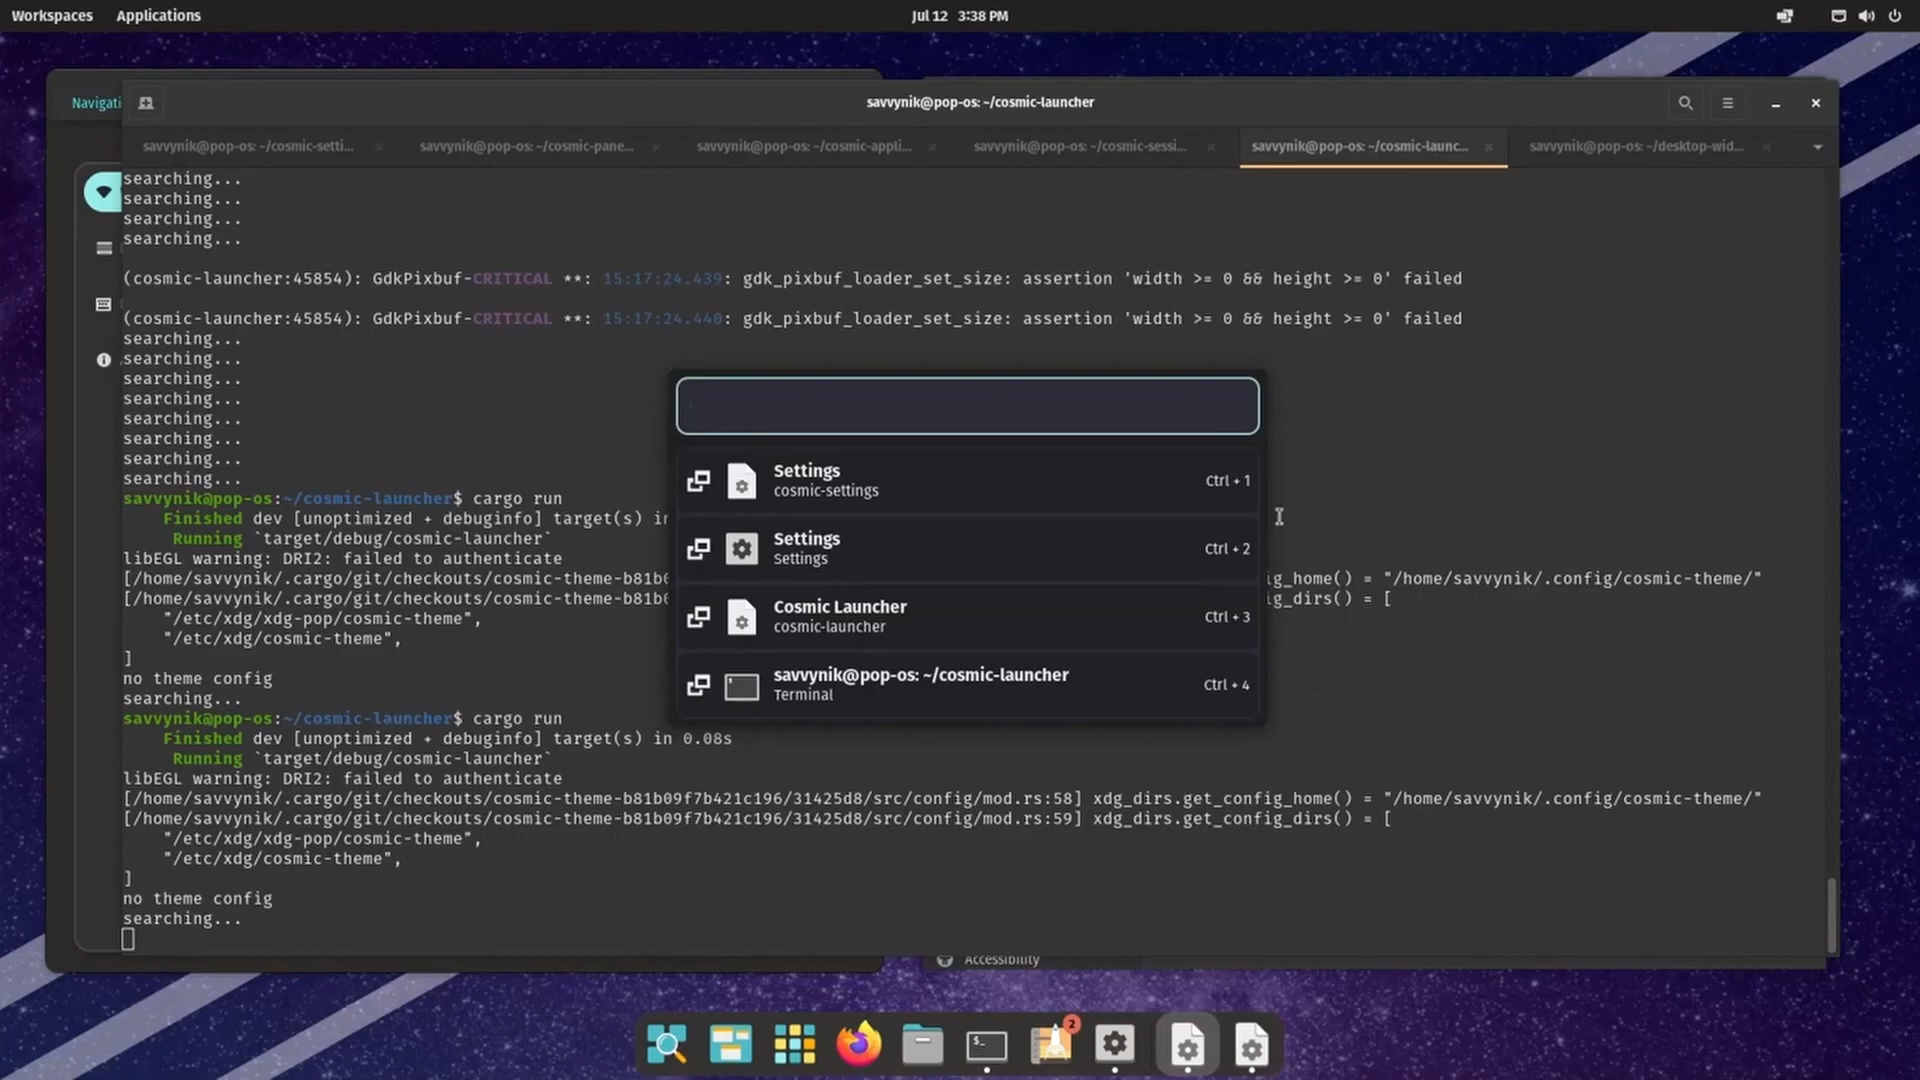 Workspaces Applications Jul 12 3:38 PM
Navigati savvynik@pop-os: ~/cosmic-launcher
savvynik@pop-os: ~/cosmic-setti... savvynik@pop-os: ~/cosmic-pane... savvynik@pop-os: ~/cosmic-appli... savvynik@pop-os: ~/cosmic-sessi... savvynik@pop-os: ~/cosmic-launc... savvynik@pop-os: ~/desktop-wid...
searching...
searching...
searching...
searching...
(cosmic-launcher:45854): GdkPixbuf-CRITICAL **: 15:17:24.439: gdk_pixbuf_loader_set_size: assertion 'width >= 0 && height >= 0' failed
(cosmic-launcher:45854): GdkPixbuf-CRITICAL **: 15:17:24.440: gdk_pixbuf_loader_set_size: assertion 'width >= 0 && height >= 0' failed
searching...
searching...
searching...
searching...
searching...
searching...
searching...
searching...
savvynik@pop-os:~/cosmic-launcher$ cargo run
Finished dev [unoptimized + debuginfo] target(s) in
Running `target/debug/cosmic-launcher`
libEGL warning: DRI2: failed to authenticate
[/home/savvynik/.cargo/git/checkouts/cosmic-theme-b81b0 ig_home() = "/home/savvynik/.config/cosmic-theme/"
[/home/savvynik/.cargo/git/checkouts/cosmic-theme-b81b0 ig_dirs() = [
"/etc/xdg/xdg-pop/cosmic-theme",
"/etc/xdg/cosmic-theme",
]
no theme config
searching...
savvynik@pop-os:~/cosmic-launcher$ cargo run
Finished dev [unoptimized + debuginfo] target(s) in 0.08s
Running `target/debug/cosmic-launcher`
libEGL warning: DRI2: failed to authenticate
[/home/savvynik/.cargo/git/checkouts/cosmic-theme-b81b09f7b421c196/31425d8/src/config/mod.rs:58] xdg_dirs.get_config_home() = "/home/savvynik/.config/cosmic-theme/"
[/home/savvynik/.cargo/git/checkouts/cosmic-theme-b81b09f7b421c196/31425d8/src/config/mod.rs:59] xdg_dirs.get_config_dirs() = [
"/etc/xdg/xdg-pop/cosmic-theme",
"/etc/xdg/cosmic-theme",
]
no theme config
searching...
Settings
cosmic-settings
Ctrl + 1
Settings
Settings
Ctrl + 2
Cosmic Launcher
cosmic-launcher
Ctrl + 3
savvynik@pop-os: ~/cosmic-launcher
Terminal
Ctrl + 4
Accessibility
2